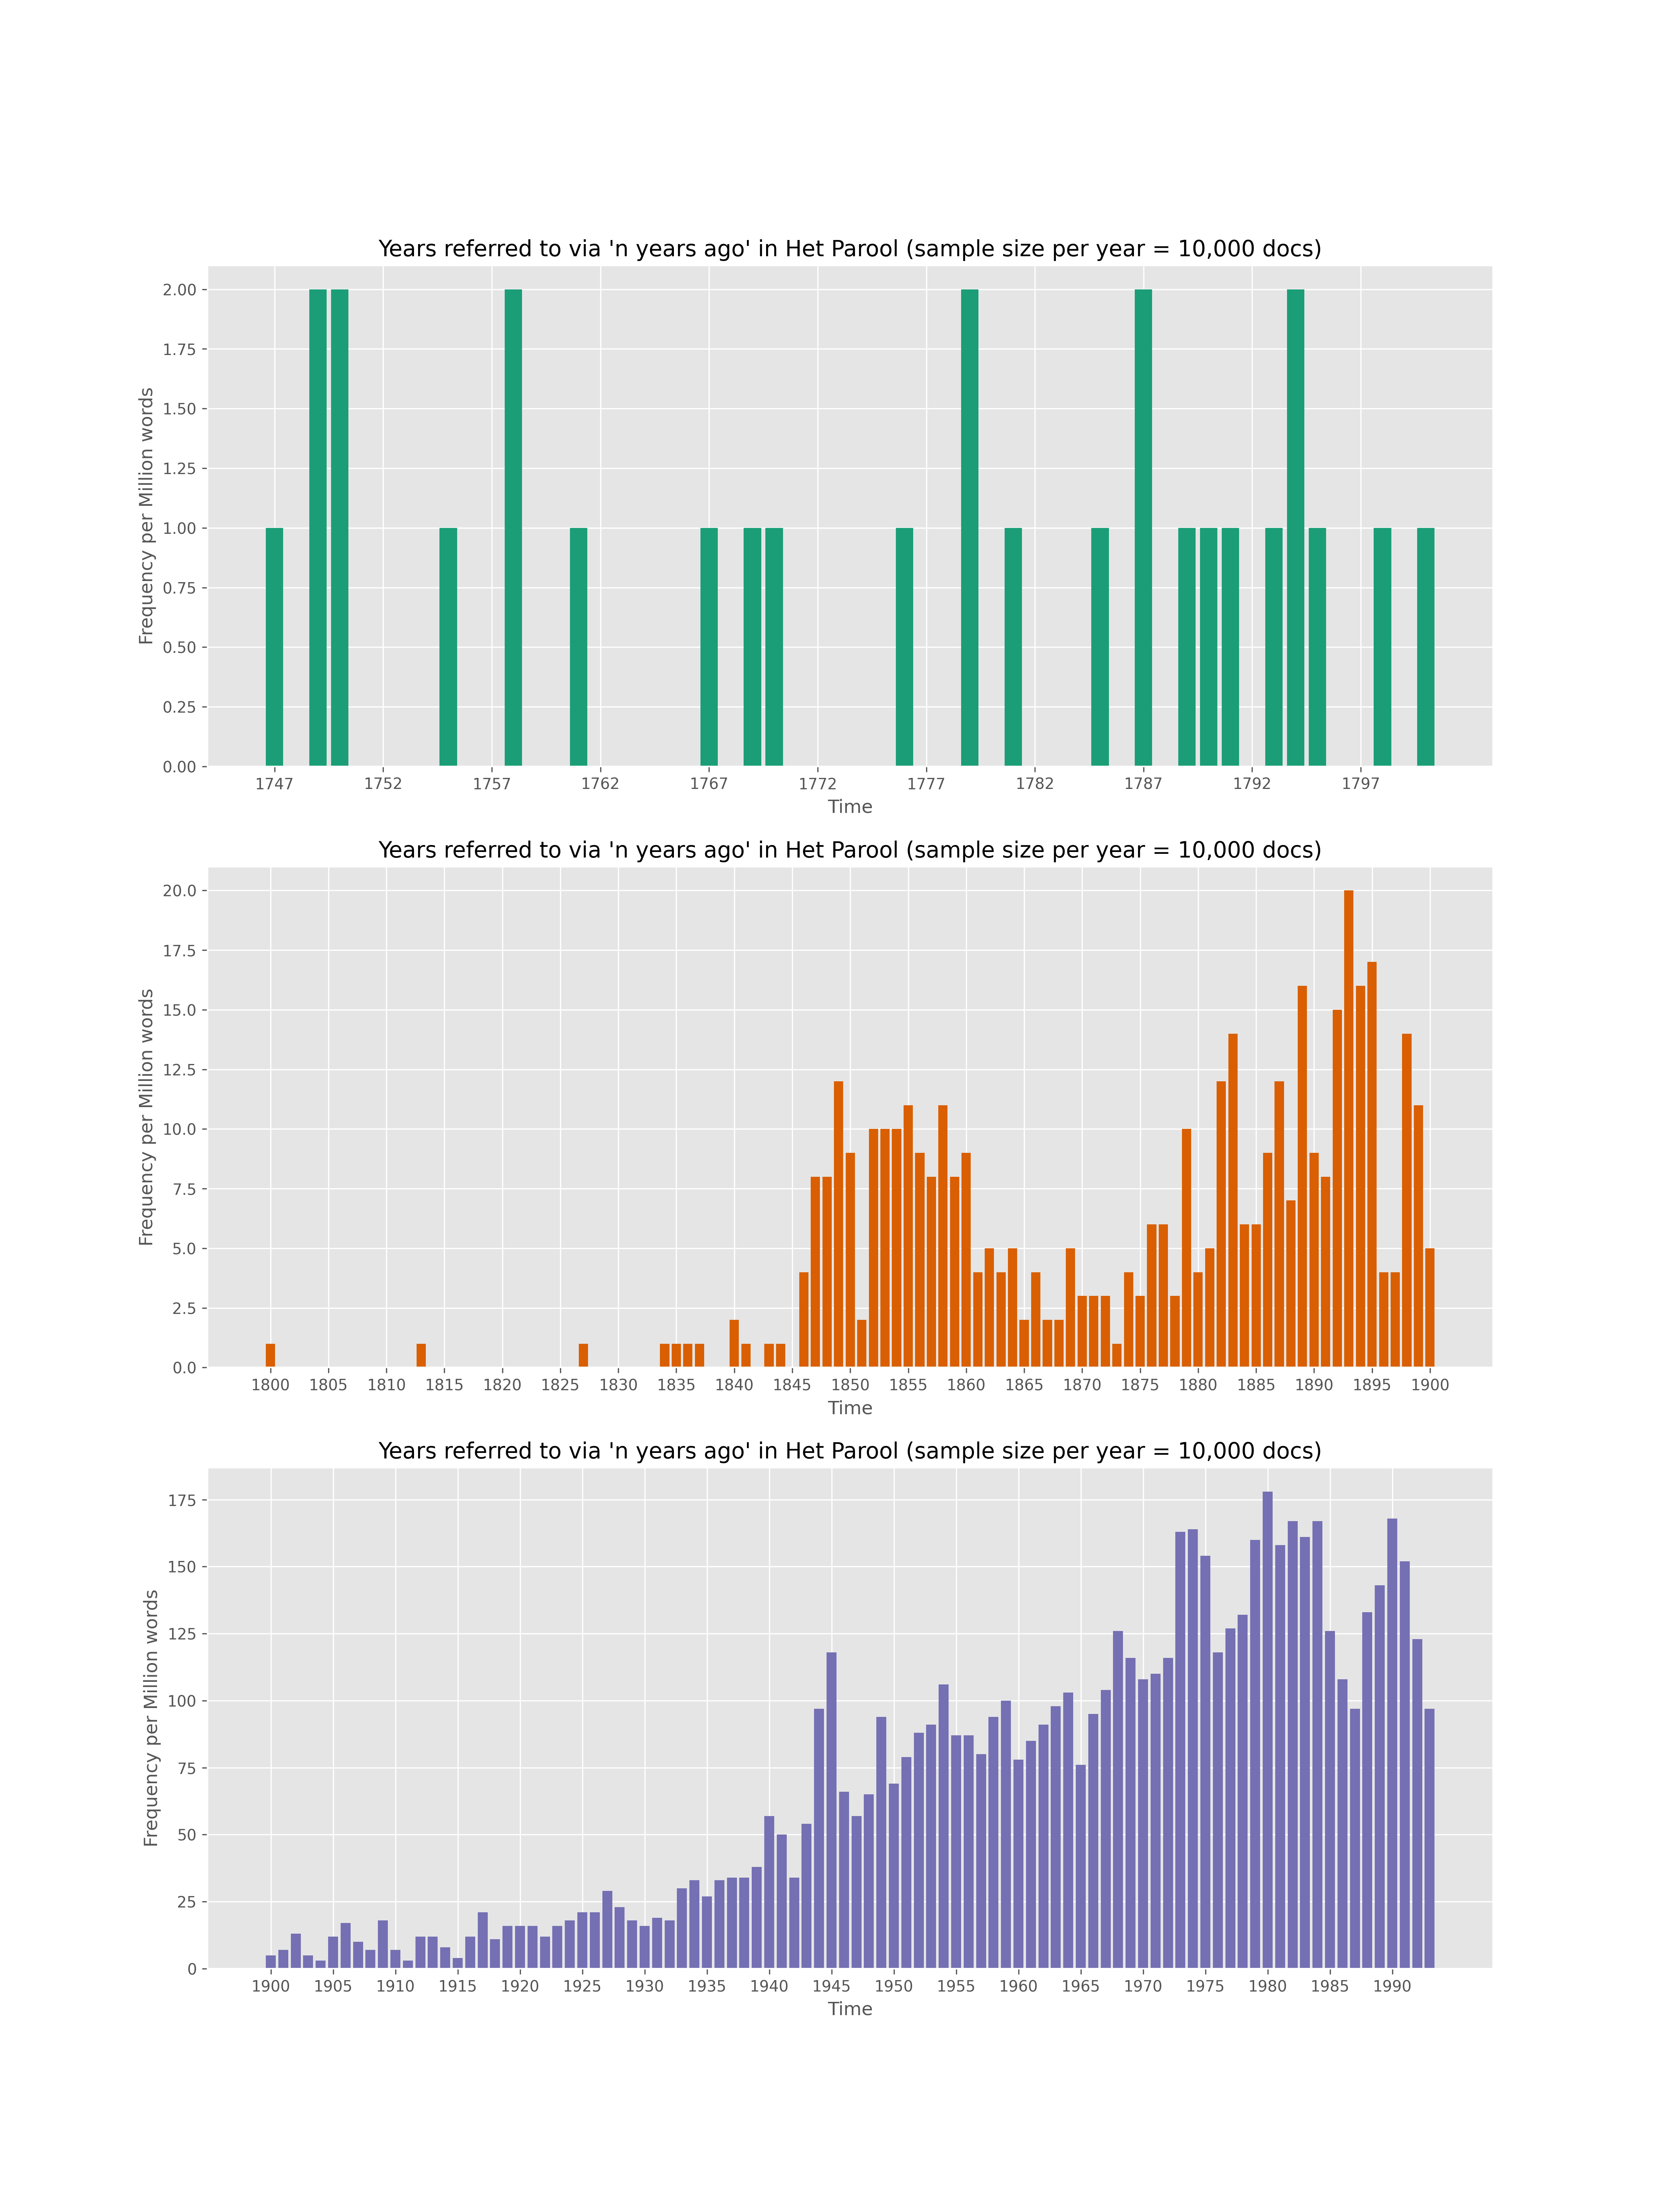 Years referred to via 'n years ago' in Het Parool (sample size per year = 10,000 docs)
Frequency per Million words
2.00
1.75
1.50
1.25
1.00
0.75
0.50
0.25
0.00
1747 1752 1757 1762 1767 1772 1777 1782 1787 1792 1797
Time
Years referred to via 'n years ago' in Het Parool (sample size per year = 10,000 docs)
Frequency per Million words
20.0
17.5
15.0
12.5
10.0
7.5
5.0
2.5
0.0
1800 1805 1810 1815 1820 1825 1830 1835 1840 1845 1850 1855 1860 1865 1870 1875 1880 1885 1890 1895 1900
Time
Years referred to via 'n years ago' in Het Parool (sample size per year = 10,000 docs)
Frequency per Million words
175
150
125
100
75
50
25
0
1900 1905 1910 1915 1920 1925 1930 1935 1940 1945 1950 1955 1960 1965 1970 1975 1980 1985 1990
Time